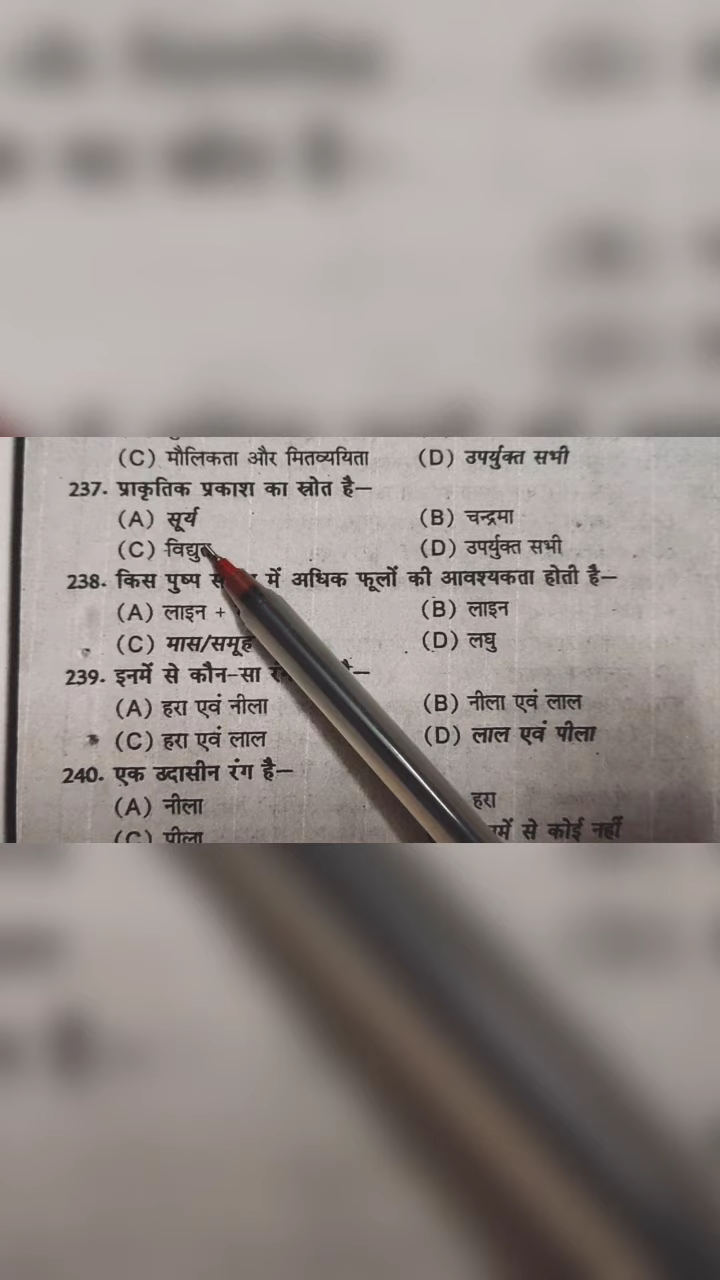 (C) मौलिकता और मितव्ययिता (D) उपर्युक्त सभी
237. प्राकृतिक प्रकाश का स्रोत है—
(A) सूर्य (B) चन्द्रमा
(C) विद्युत (D) उपर्युक्त सभी
238. किस पुष्प में अधिक फूलों की आवश्यकता होती है—
(A) लाइन + (B) लाइन
(C) मास/समूह (D) लघु
239. इनमें से कौन-सा है—
(A) हरा एवं नीला (B) नीला एवं लाल
(C) हरा एवं लाल (D) लाल एवं पीला
240. एक उदासीन रंग है—
(A) नीला हरा
(C) पीला से कोई नहीं